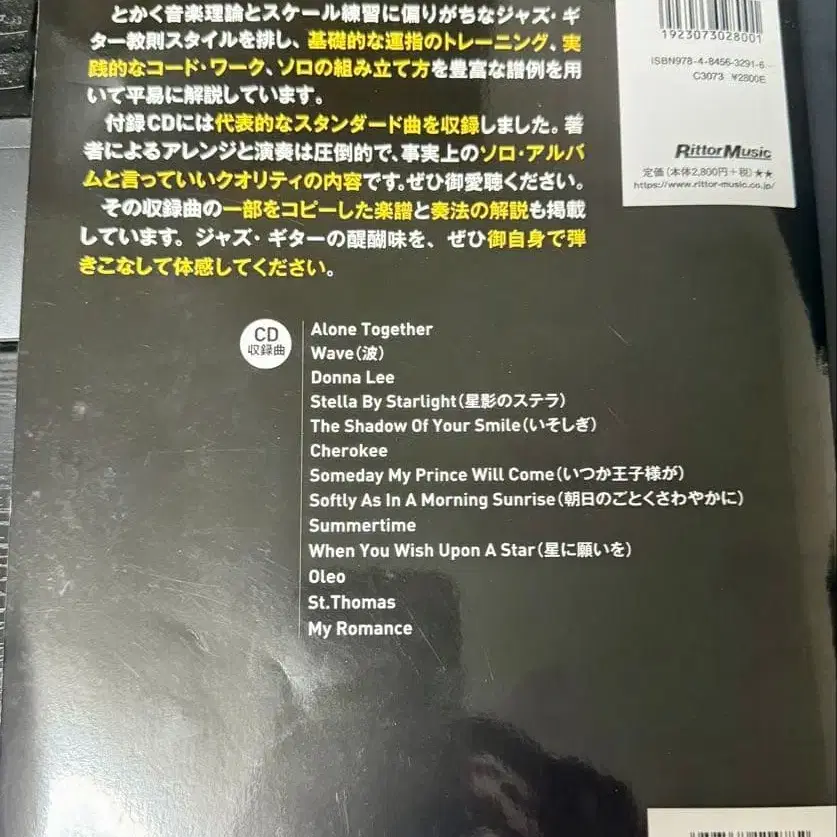 とかく音楽理論とスケール練習に偏りがちなジャズ・ギ
ター教則スタイルを排し、基礎的な運指のトレーニング、実
践的なコード・ワーク、ソロの組み立て方を豊富な譜例を用
いて平易に解説しています。
付録CDには代表的なスタンダード曲を収録しました。著
者によるアレンジと演奏は圧倒的で、事実上のソロ・アルバ
ムと言っていいクオリティの内容です。ぜひ御愛聴ください。
その収録曲の一部をコピーした楽譜と奏法の解説も掲載
しています。ジャズ・ギターの醍醐味を、ぜひ御自身で弾
きこなして体感してください。
1923073028001
ISBN978-4-8456-3291-6
C3073 ¥2800E
RittorMusic
定価(本体2,800円+税)★★
https://www.rittor-music.co.jp/
CD
収録曲
Alone Together
Wave(波)
Donna Lee
Stella By Starlight(星影のステラ)
The Shadow Of Your Smile(いそしぎ)
Cherokee
Someday My Prince Will Come(いつか王子様が)
Softly As In A Morning Sunrise(朝日のごとくさわやかに)
Summertime
When You Wish Upon A Star(星に願いを)
Oleo
St.Thomas
My Romance